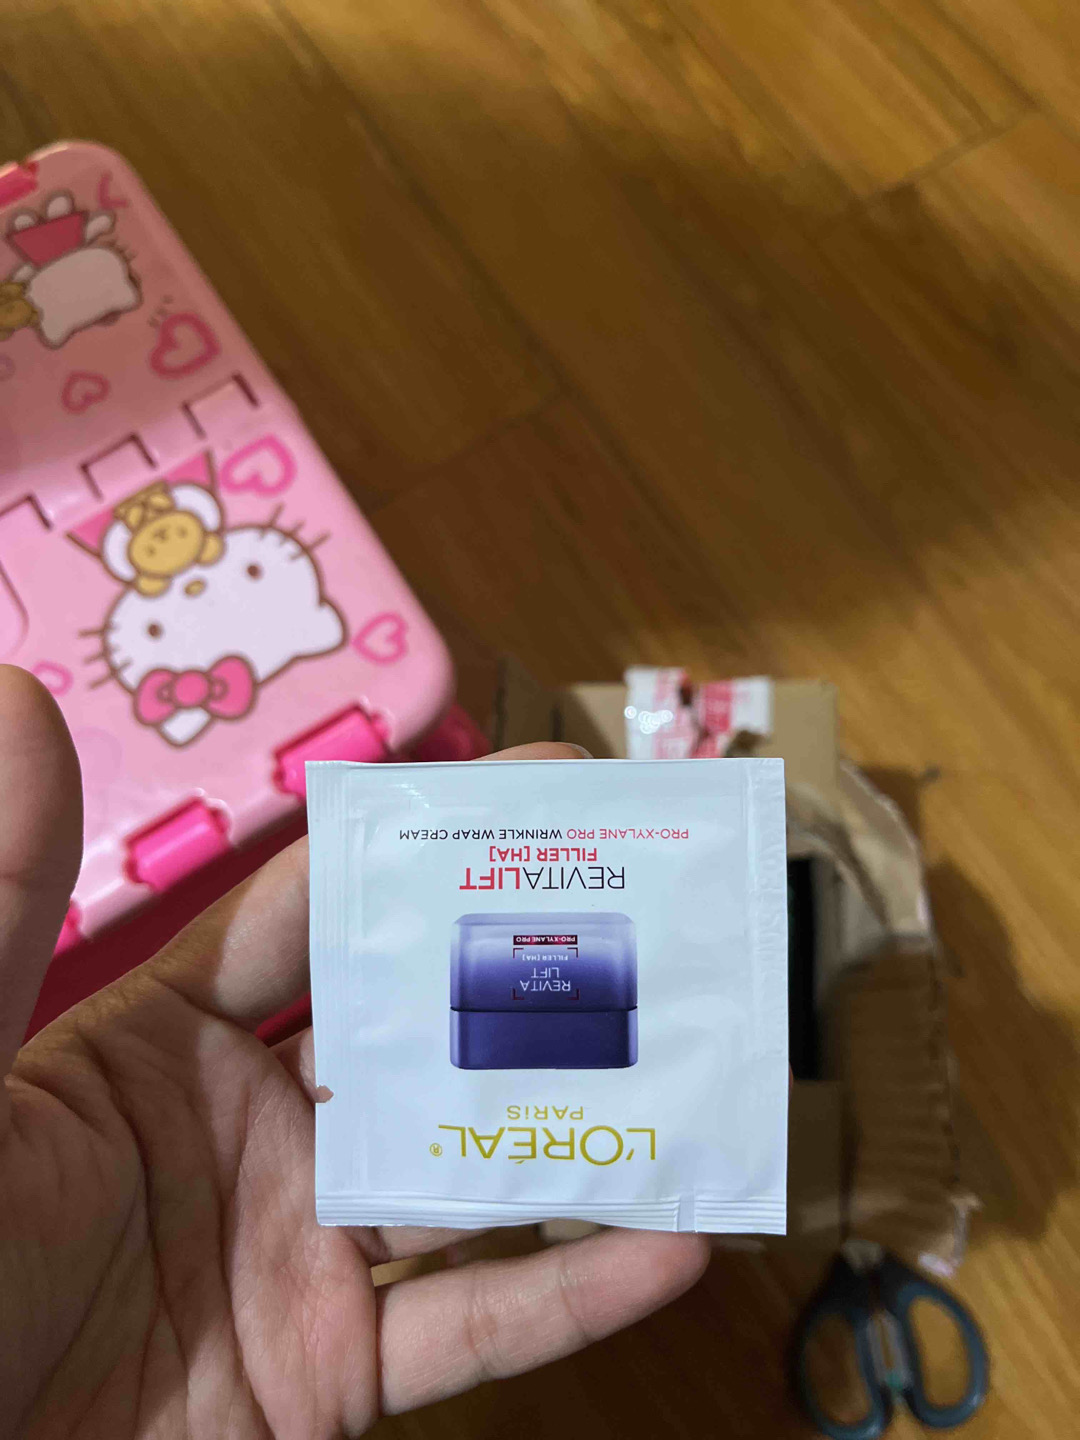 L'ORÉAL®
PARIS
REVITA
LIFT
FILLER [HA]
PRO-XYLANE PRO
REVITALIFT
FILLER [HA]
PRO-XYLANE PRO WRINKLE WRAP CREAM